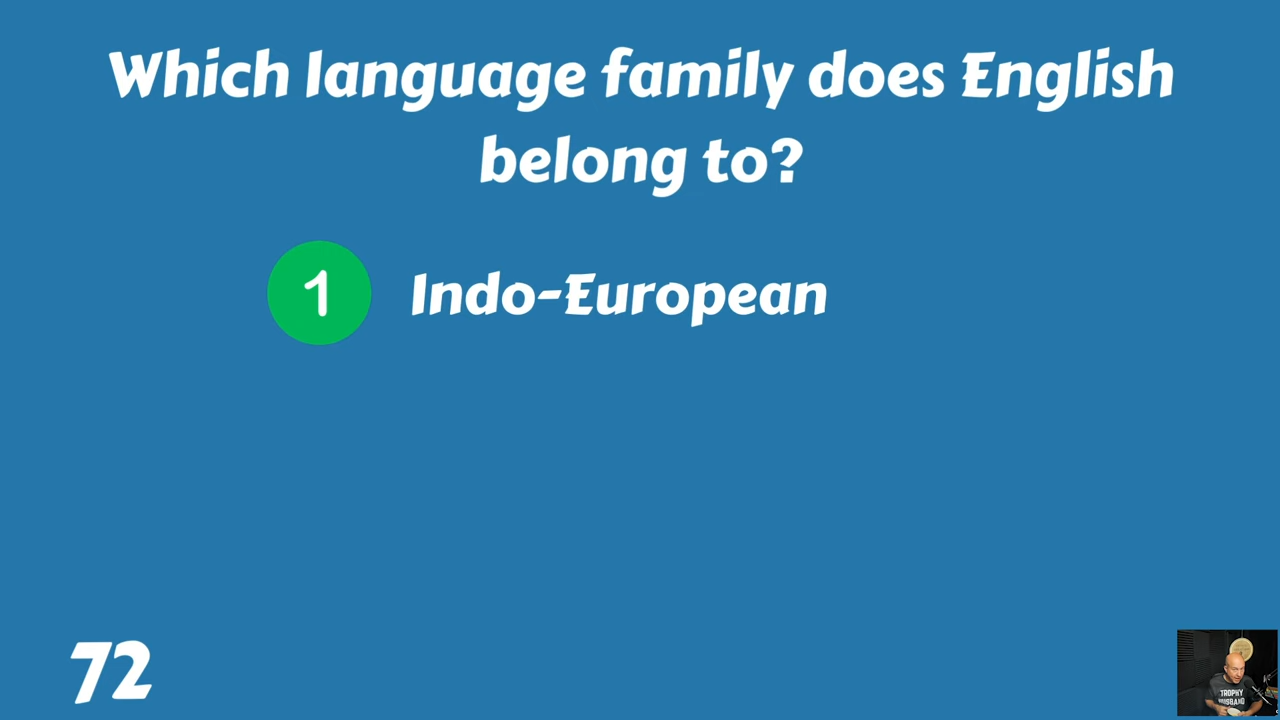 Which language family does English
belong to?
1 Indo-European
72
TROPHY
HUSBAND